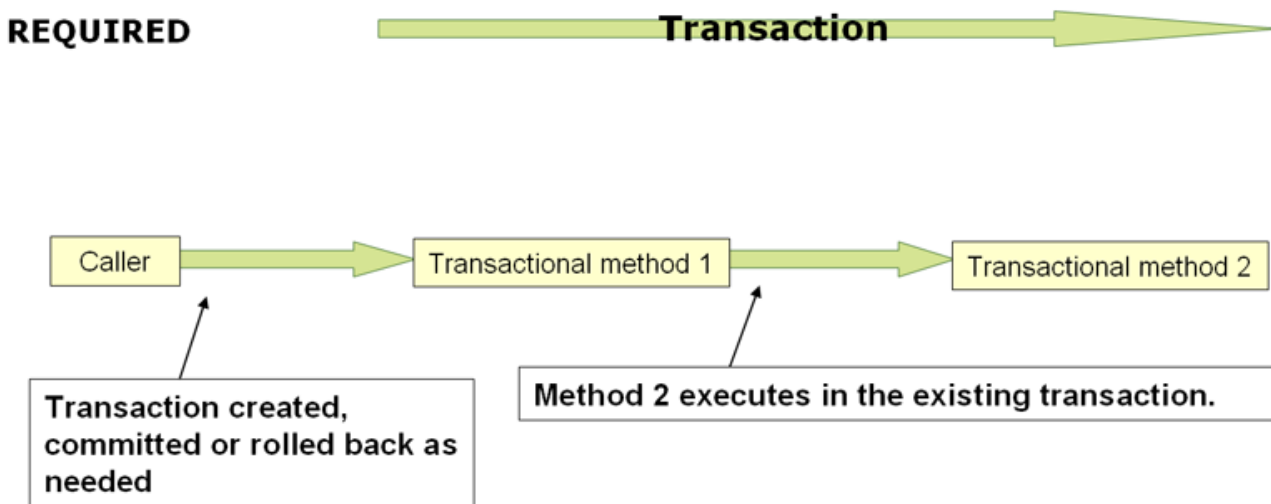 REQUIRED
Transaction
Caller
Transactional method 1
Transactional method 2
Transaction created,
committed or rolled back as
needed
Method 2 executes in the existing transaction.